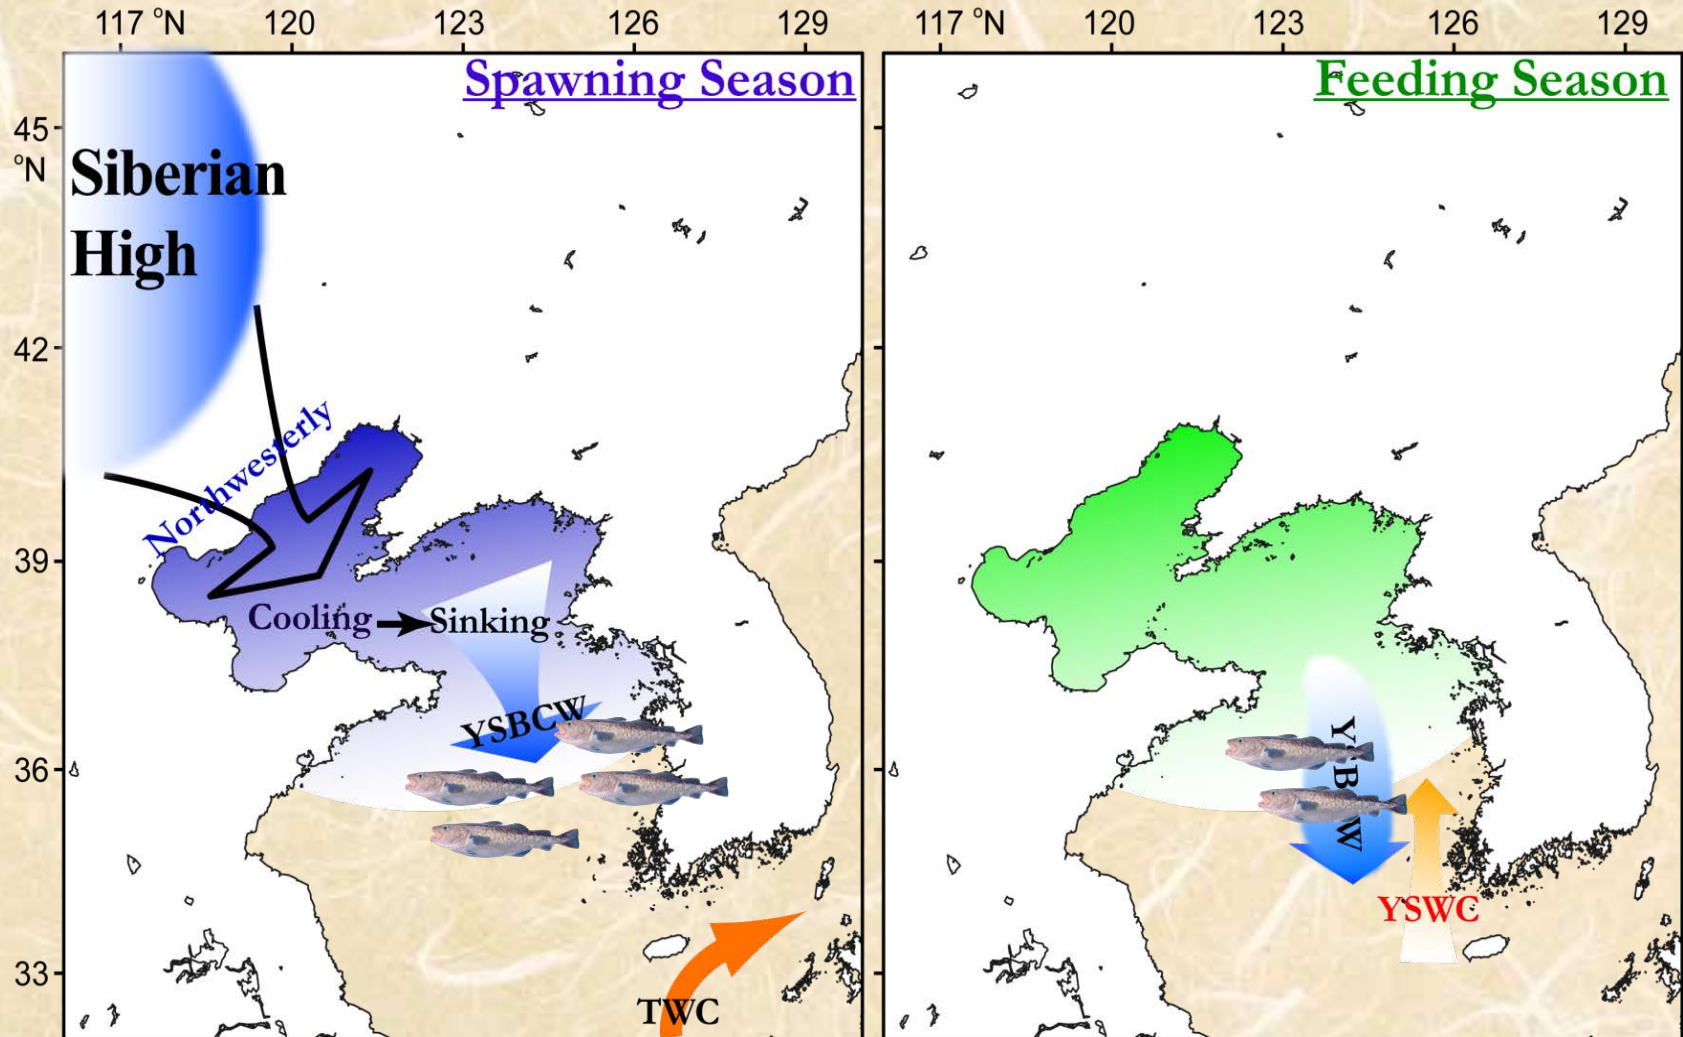 117 °N 120 123 126 129
117 °N 120 123 126 129
Spawning Season
Feeding Season
45
°N
42
39
36
33
Siberian
High
Northwesterly
Cooling
Sinking
YSBCW
TWC
YSBCW
YSWC